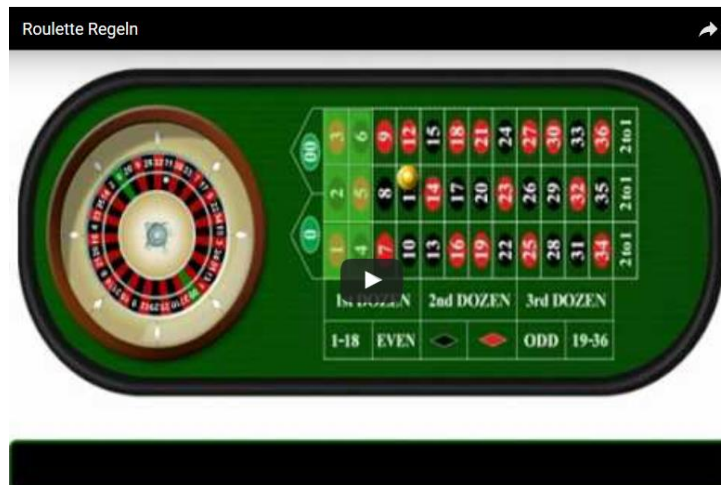 Roulette Regeln
00 3 6 9 12 15 18 21 24 27 30 33 36 2 to 1
2 5 8 1 14 17 20 23 26 29 32 35 2 to 1
0 1 4 7 10 13 16 19 22 25 28 31 34 2 to 1
1st DOZEN 2nd DOZEN 3rd DOZEN
1-18 EVEN ODD 19-36